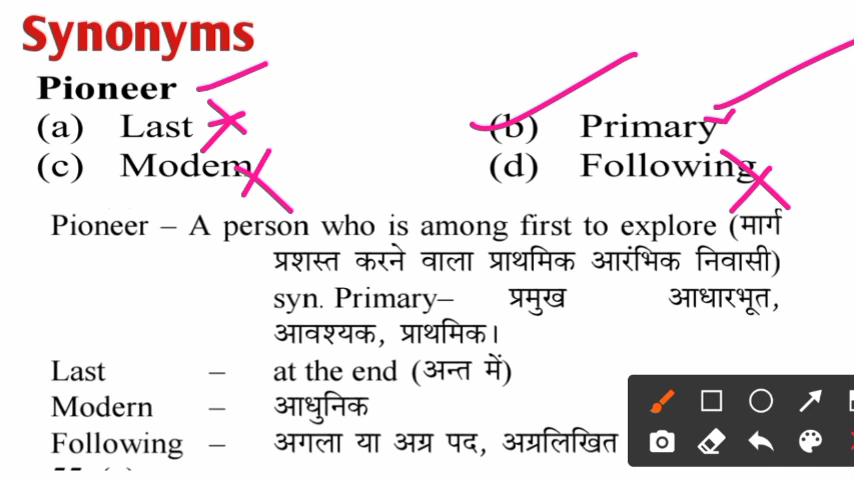 Synonyms
Pioneer
(a) Last (b) Primary
(c) Modem (d) Following
Pioneer – A person who is among first to explore (मार्ग
प्रशस्त करने वाला प्राथमिक आरंभिक निवासी)
syn. Primary– प्रमुख आधारभूत,
आवश्यक, प्राथमिक।
Last – at the end (अन्त में)
Modern – आधुनिक
Following – अगला या अग्र पद, अग्रलिखित